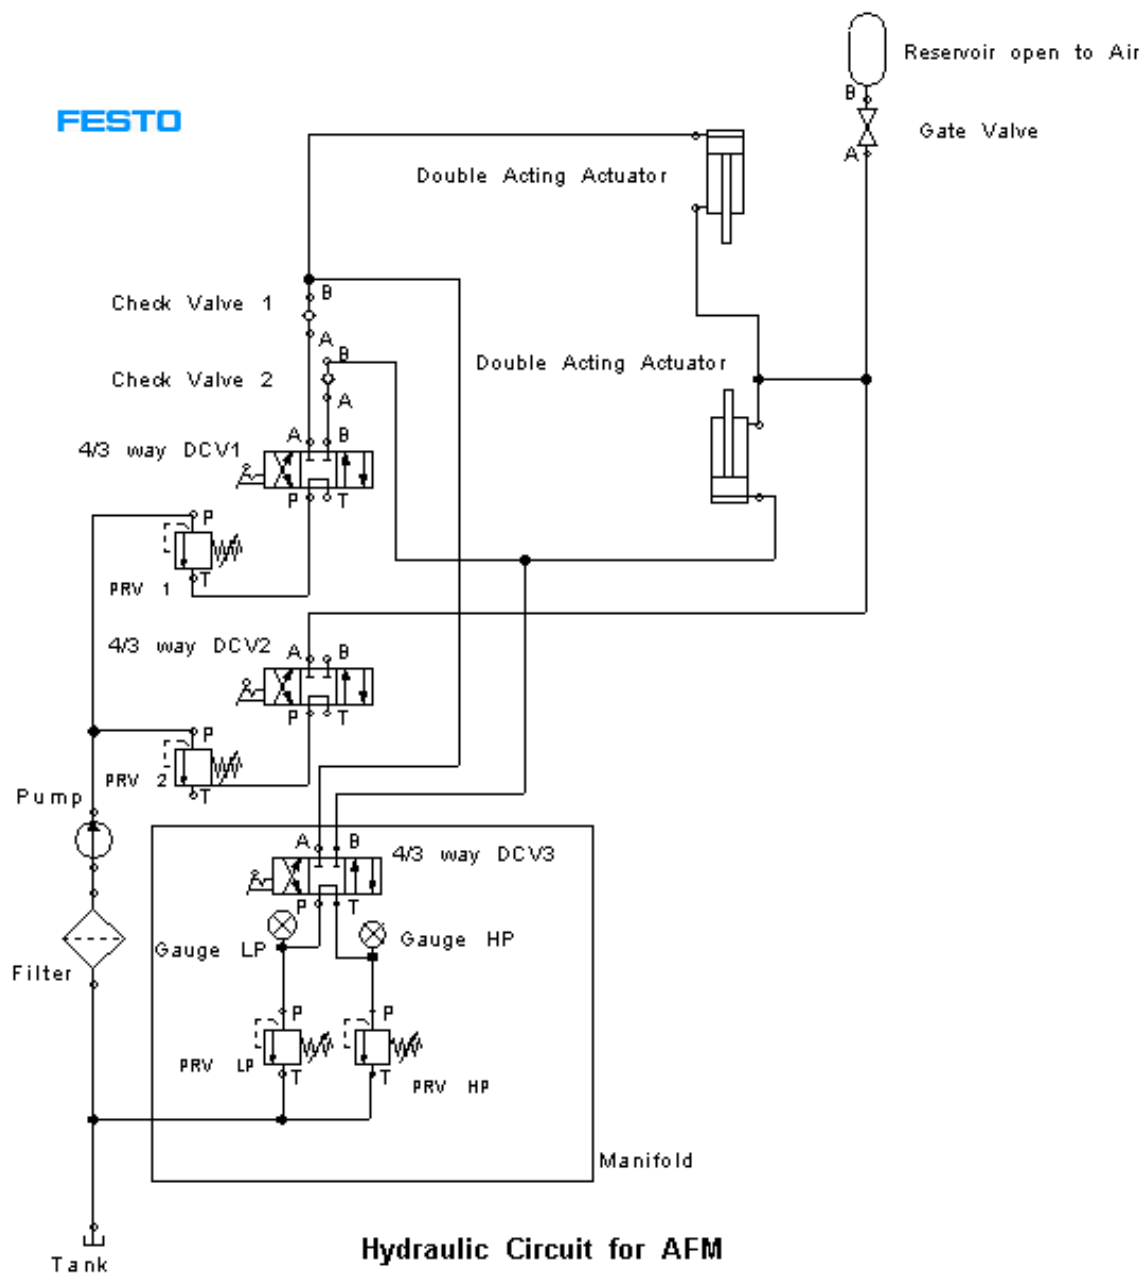 Reservoir open to Air
B
FESTO
Gate Valve
A
Double Acting Actuator
B
Check Valve 1
A
B
Double Acting Actuator
Check Valve 2
A
A B
4/3 way DCV1
P T
P
T
PRV 1
4/3 way DCV2
A B
P T
P
PRV 2
T
Pump
A B
4/3 way DCV3
P T
Gauge LP
Gauge HP
Filter
P P
PRV LP
T T
PRV HP
Manifold
Tank
Hydraulic Circuit for AFM